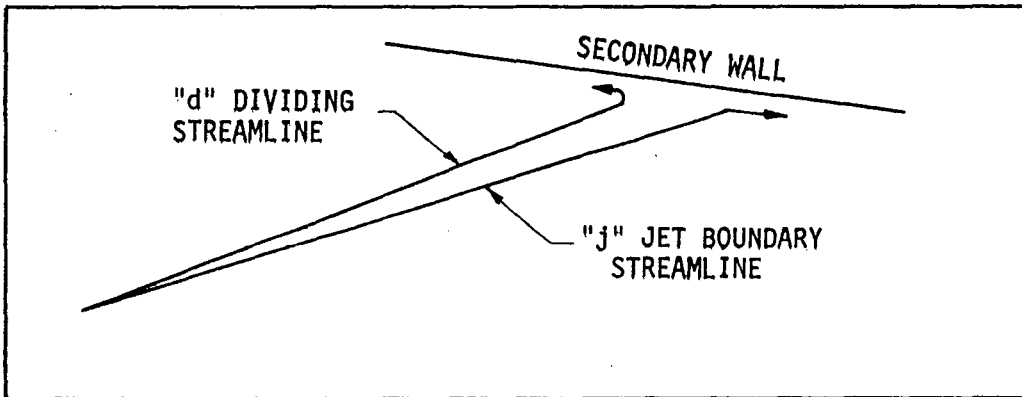 SECONDARY WALL
"d" DIVIDING
STREAMLINE
"j" JET BOUNDARY
STREAMLINE